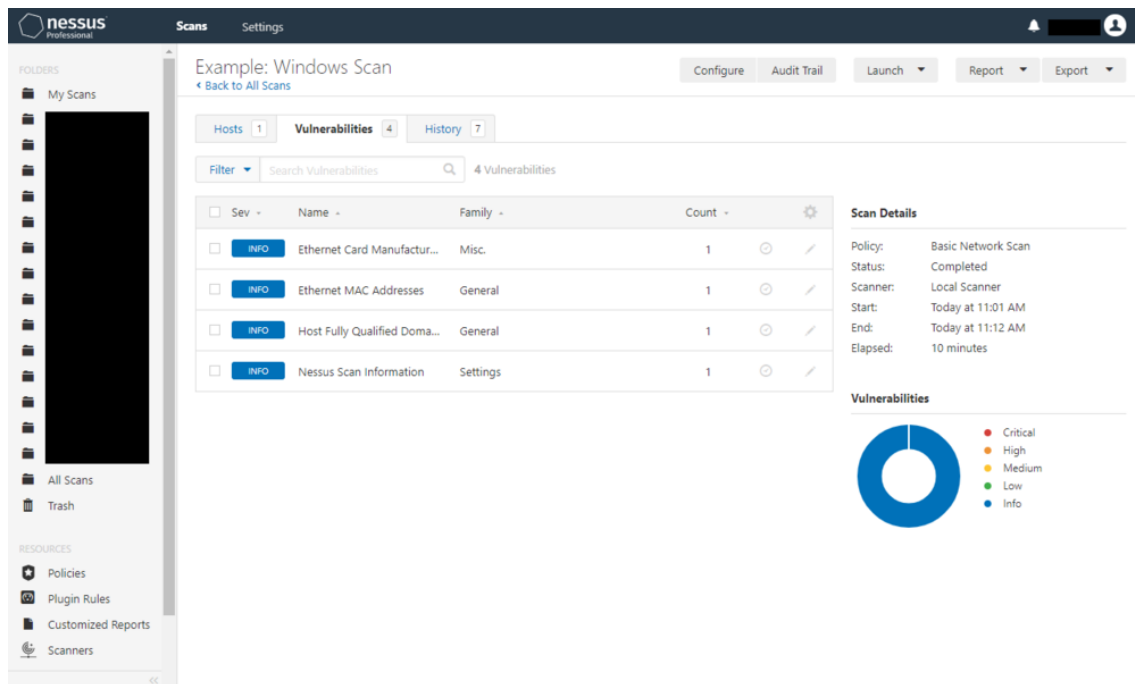 nessus
Professional
Scans
Settings
FOLDERS
My Scans
All Scans
Trash
RESOURCES
Policies
Plugin Rules
Customized Reports
Scanners
Example: Windows Scan
Back to All Scans
Configure
Audit Trail
Launch
Report
Export
Hosts 1
Vulnerabilities 4
History 7
Filter
Search Vulnerabilities
4 Vulnerabilities
Sev Name Family Count
INFO Ethernet Card Manufactur... Misc. 1
INFO Ethernet MAC Addresses General 1
INFO Host Fully Qualified Doma... General 1
INFO Nessus Scan Information Settings 1
Scan Details
Policy: Basic Network Scan
Status: Completed
Scanner: Local Scanner
Start: Today at 11:01 AM
End: Today at 11:12 AM
Elapsed: 10 minutes
Vulnerabilities
Critical
High
Medium
Low
Info